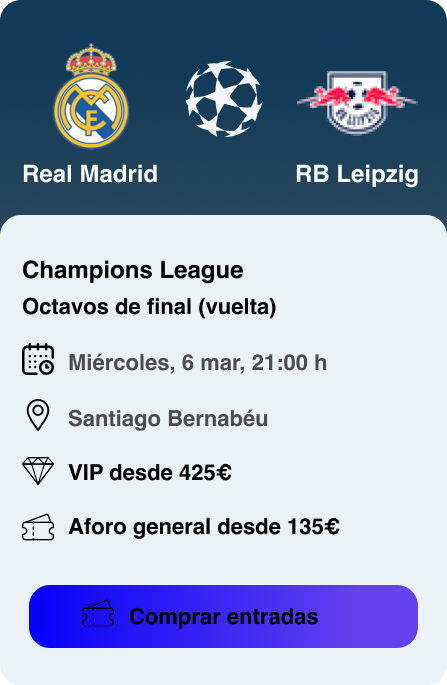 Real Madrid
RB Leipzig
Champions League
Octavos de final (vuelta)
Miércoles, 6 mar, 21:00 h
Santiago Bernabéu
VIP desde 425€
Aforo general desde 135€
Comprar entradas